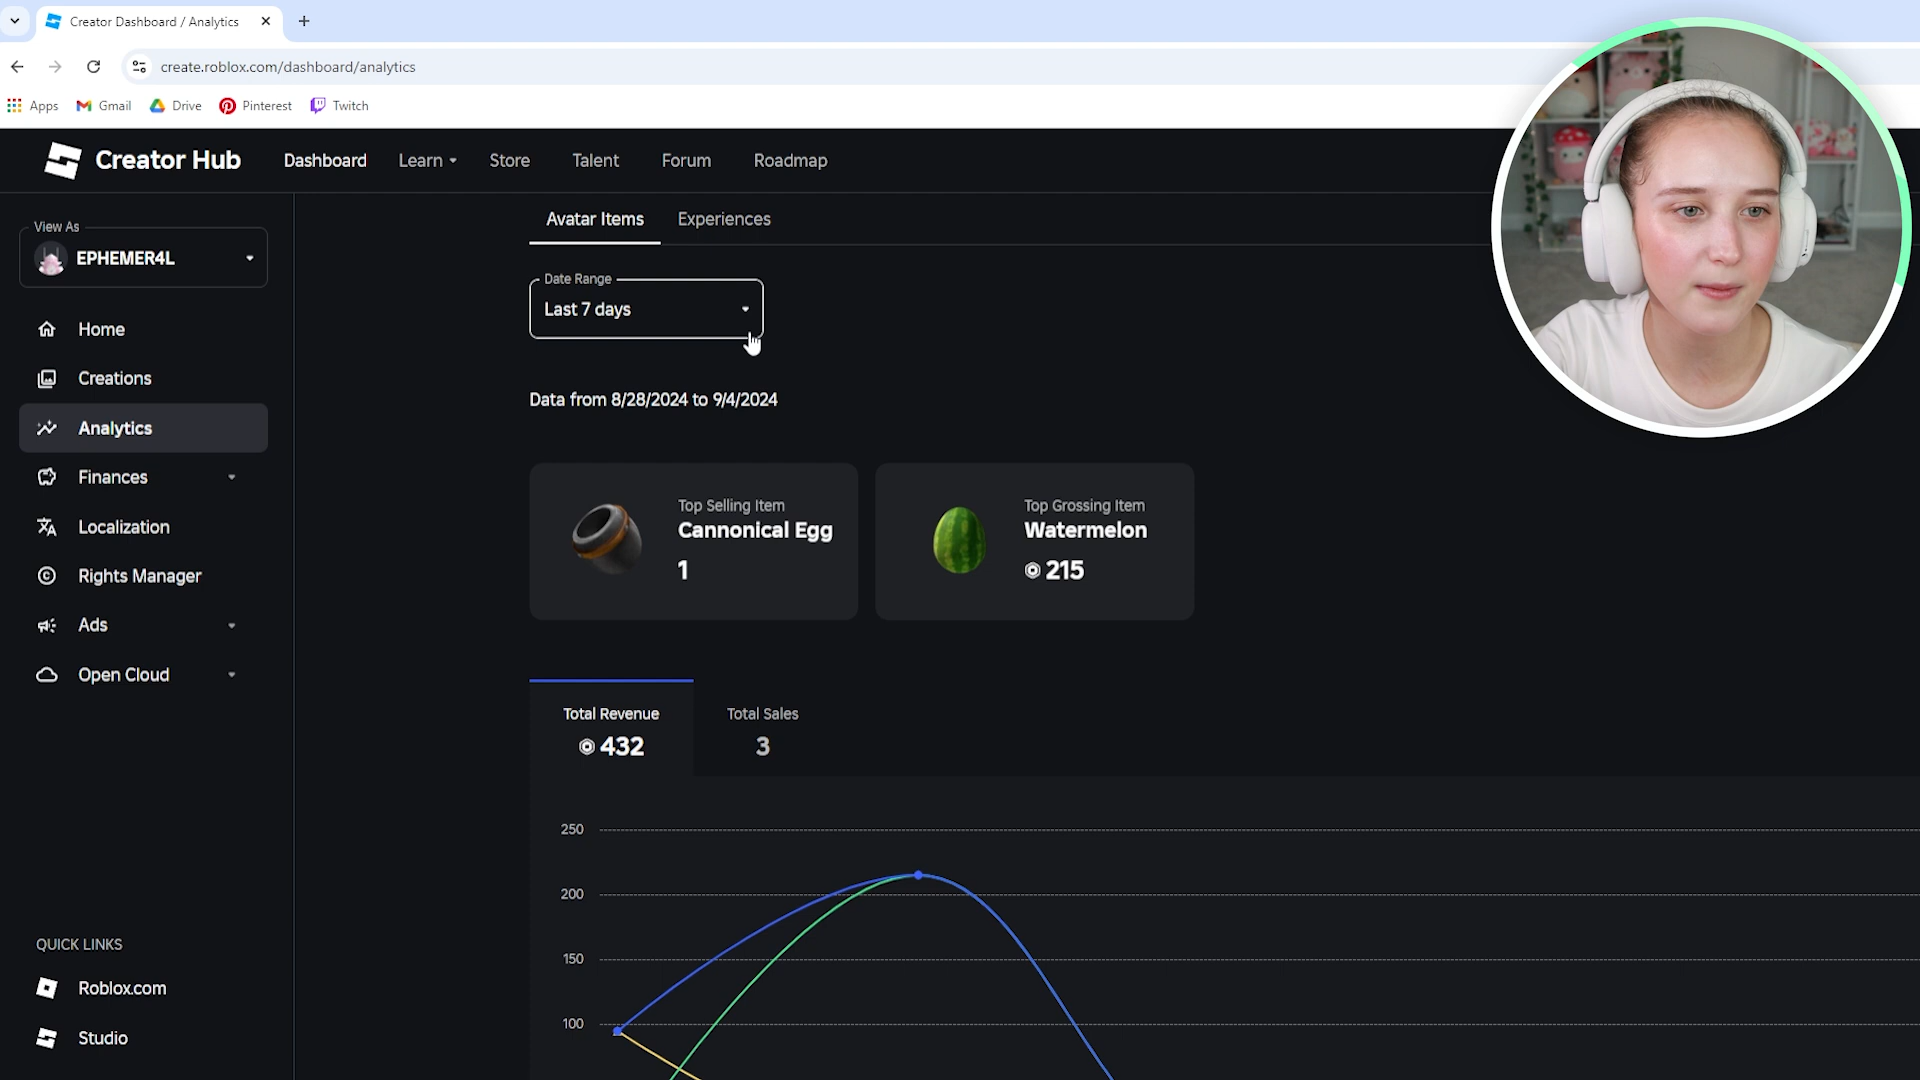 Creator Dashboard / Analytics
create.roblox.com/dashboard/analytics
Apps Gmail Drive Pinterest Twitch
Creator Hub Dashboard Learn Store Talent Forum Roadmap
View As
EPHEMER4L
Home
Creations
Analytics
Finances
Localization
Rights Manager
Ads
Open Cloud
QUICK LINKS
Roblox.com
Studio
Avatar Items Experiences
Date Range
Last 7 days
Data from 8/28/2024 to 9/4/2024
Top Selling Item
Cannonical Egg
1
Top Grossing Item
Watermelon
215
Total Revenue
432
Total Sales
3
250
200
150
100